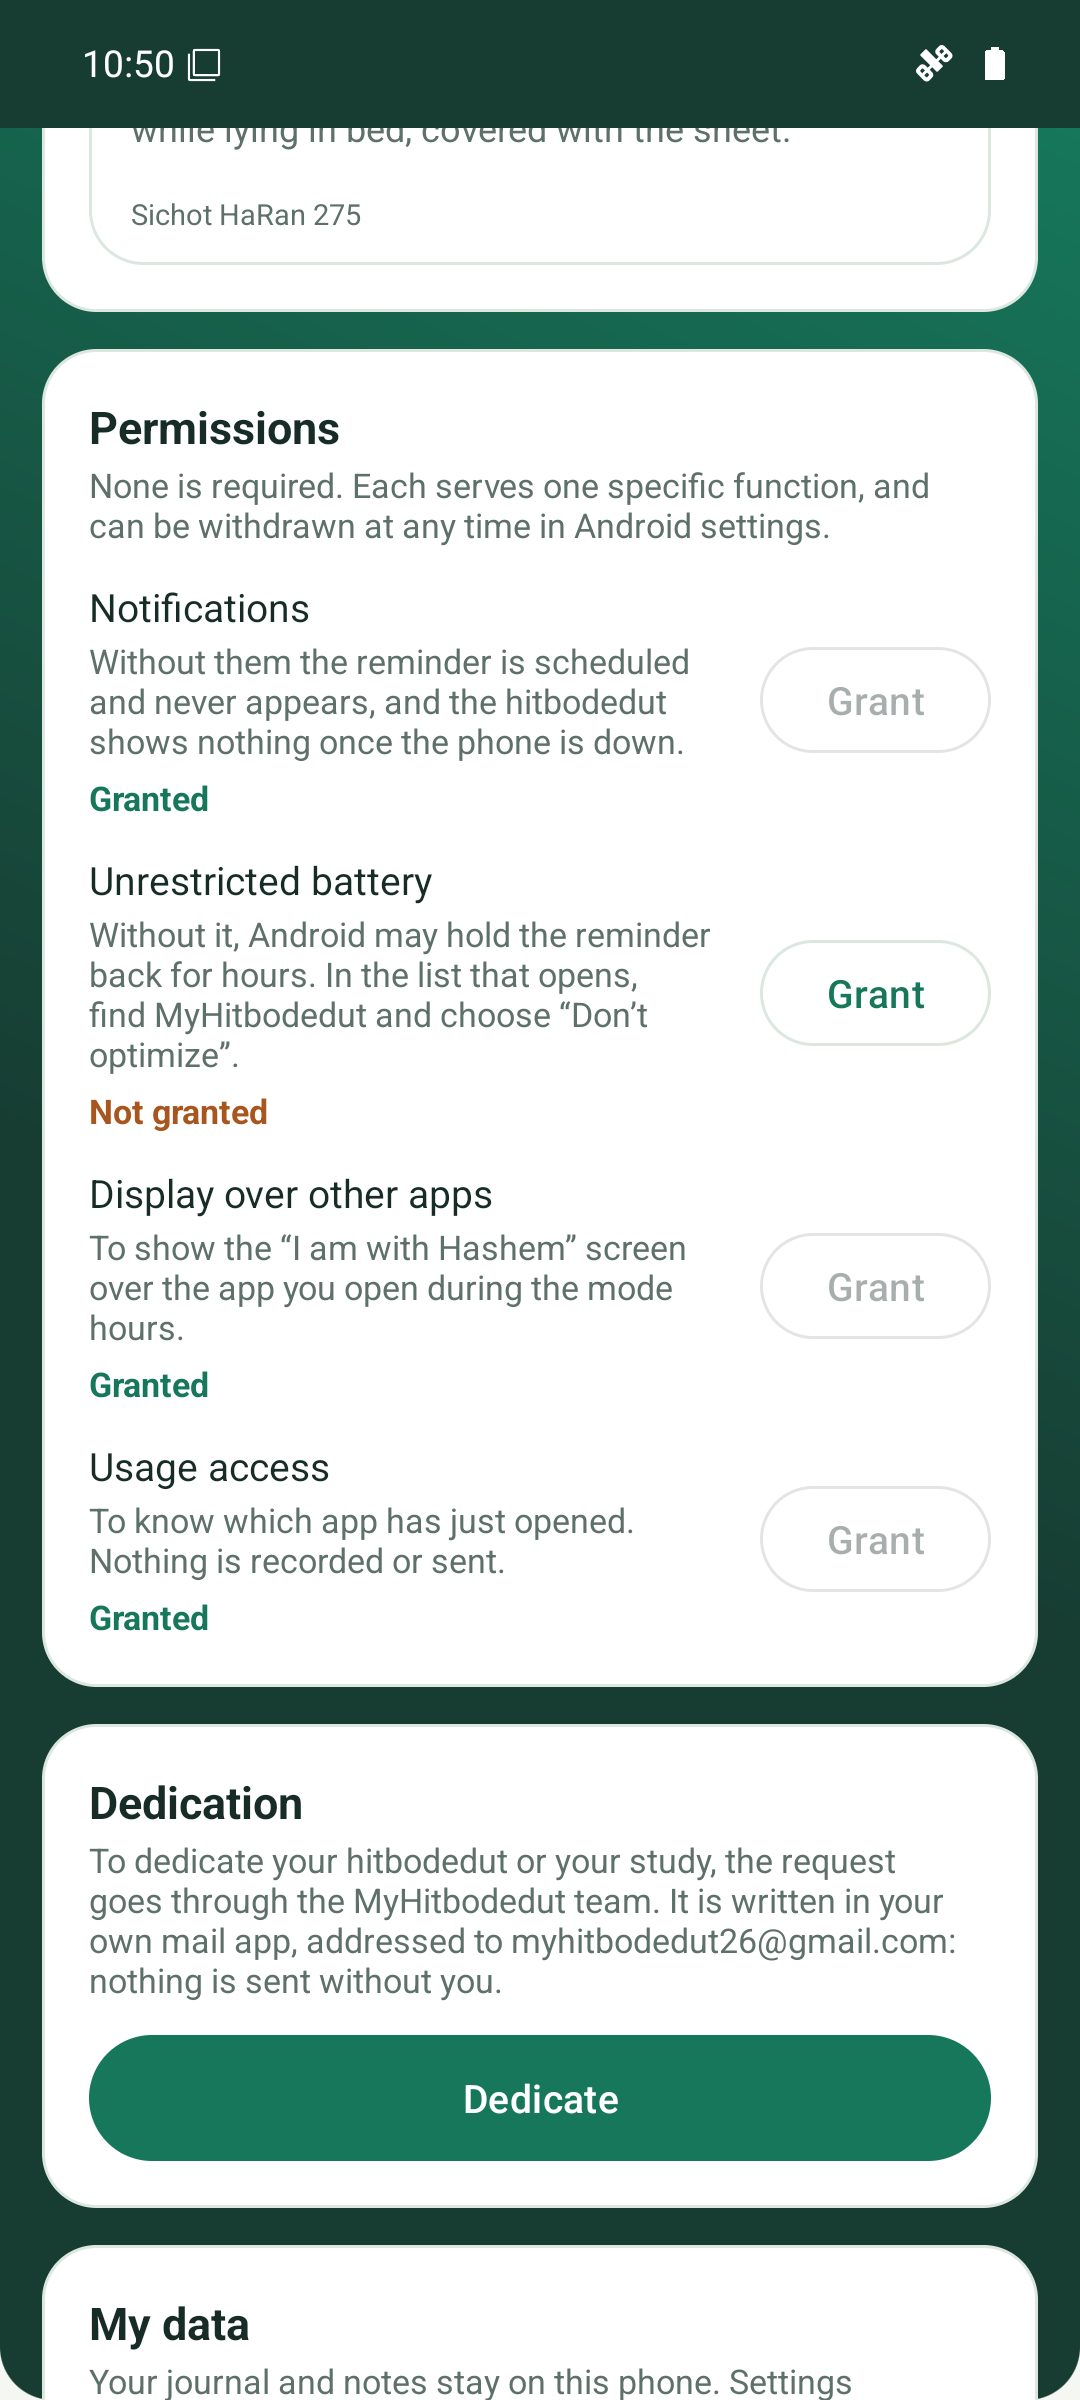 10:50
while lying in bed, covered with the sheet.
Sichot HaRan 275
Permissions
None is required. Each serves one specific function, and
can be withdrawn at any time in Android settings.
Notifications
Without them the reminder is scheduled
and never appears, and the hitbodedut
shows nothing once the phone is down.
Grant
Granted
Unrestricted battery
Without it, Android may hold the reminder
back for hours. In the list that opens,
find MyHitbodedut and choose “Don’t
optimize”.
Grant
Not granted
Display over other apps
To show the “I am with Hashem” screen
over the app you open during the mode
hours.
Grant
Granted
Usage access
To know which app has just opened.
Nothing is recorded or sent.
Grant
Granted
Dedication
To dedicate your hitbodedut or your study, the request
goes through the MyHitbodedut team. It is written in your
own mail app, addressed to myhitbodedut26@gmail.com:
nothing is sent without you.
Dedicate
My data
Your journal and notes stay on this phone. Settings